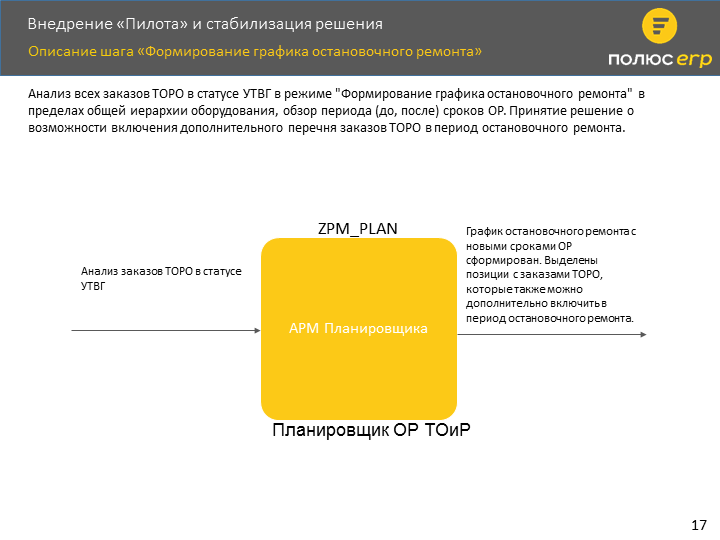 Внедрение «Пилота» и стабилизация решения
Описание шага «Формирование графика остановочного ремонта»
ПОЛЮС erp
Анализ всех заказов ТОРО в статусе УТВГ в режиме "Формирование графика остановочного ремонта" в
пределах общей иерархии оборудования, обзор периода (до, после) сроков ОР. Принятие решение о
возможности включения дополнительного перечня заказов ТОРО в период остановочного ремонта.
ZPM_PLAN
Анализ заказов ТОРО в статусе
УТВГ
АРМ Планировщика
График остановочного ремонта с
новыми сроками ОР
сформирован. Выделены
позиции с заказами ТОРО,
которые также можно
дополнительно включить в
период остановочного ремонта.
Планировщик ОР ТОиР
17